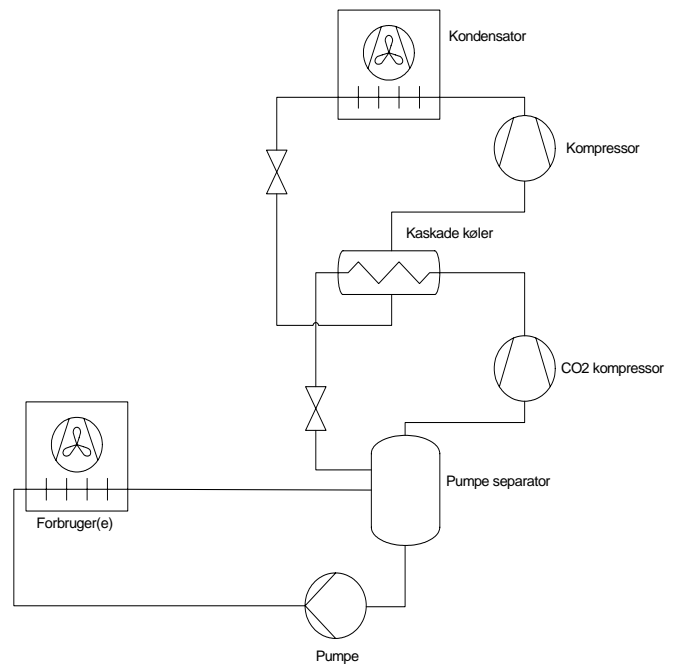 Kondensator
Kompressor
Kaskade køler
CO2 kompressor
Pumpe separator
Forbruger(e)
Pumpe